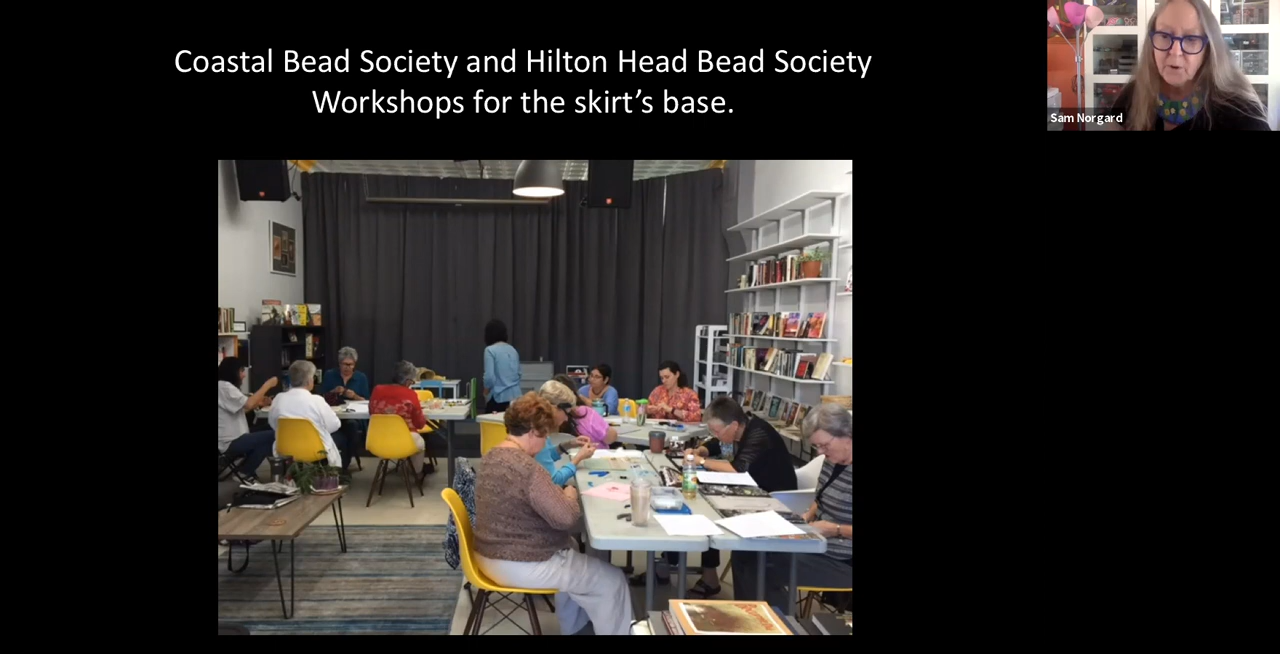 Coastal Bead Society and Hilton Head Bead Society
Workshops for the skirt’s base.
Sam Norgard